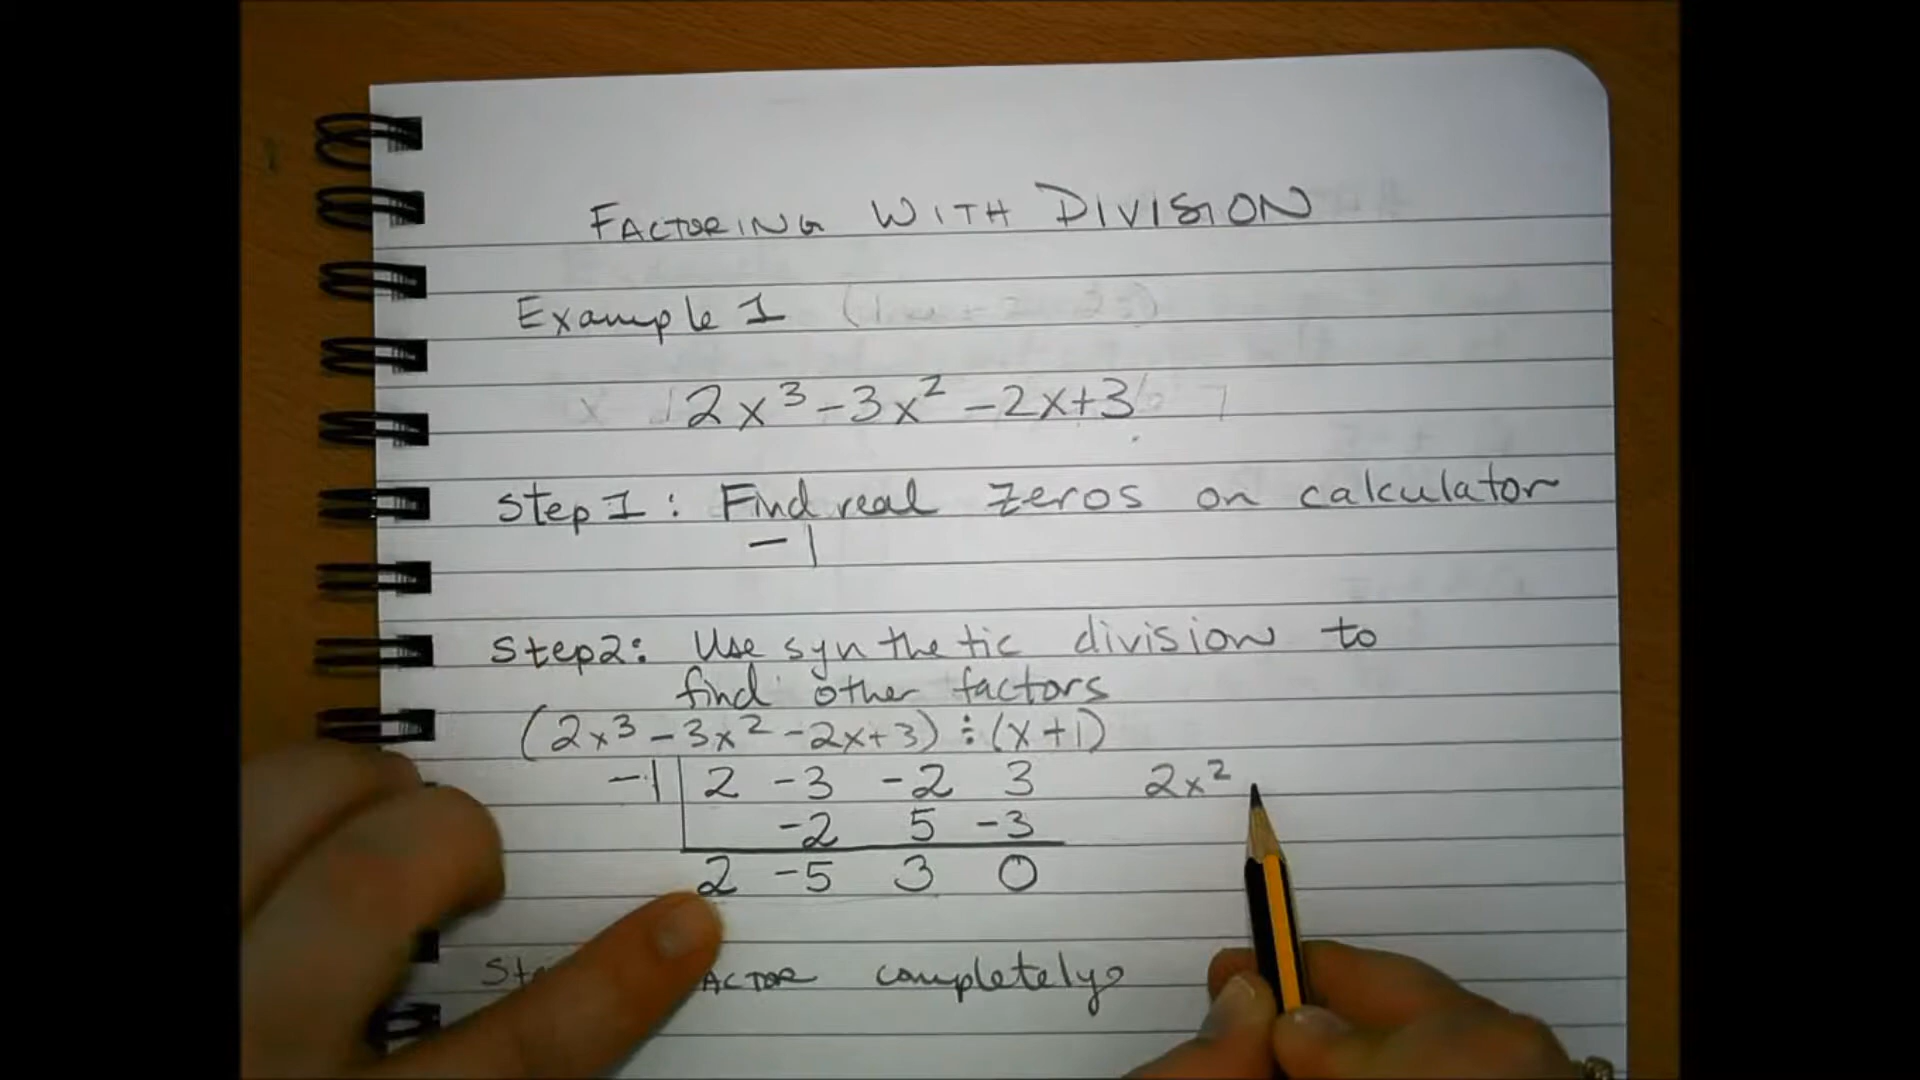 FACTORING WITH DIVISION
Example 1
2x³-3x²-2x+3
Step 1: Find real zeros on calculator
-1
Step 2: Use synthetic division to
find other factors
(2x³-3x²-2x+3)÷(x+1)
-1 2 -3 -2 3 2x²
-2 5 -3
2 -5 3 0
completely